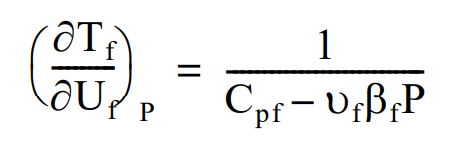 (∂T_f/∂U_f)_P = 1/(C_pf − υ_f β_f P)